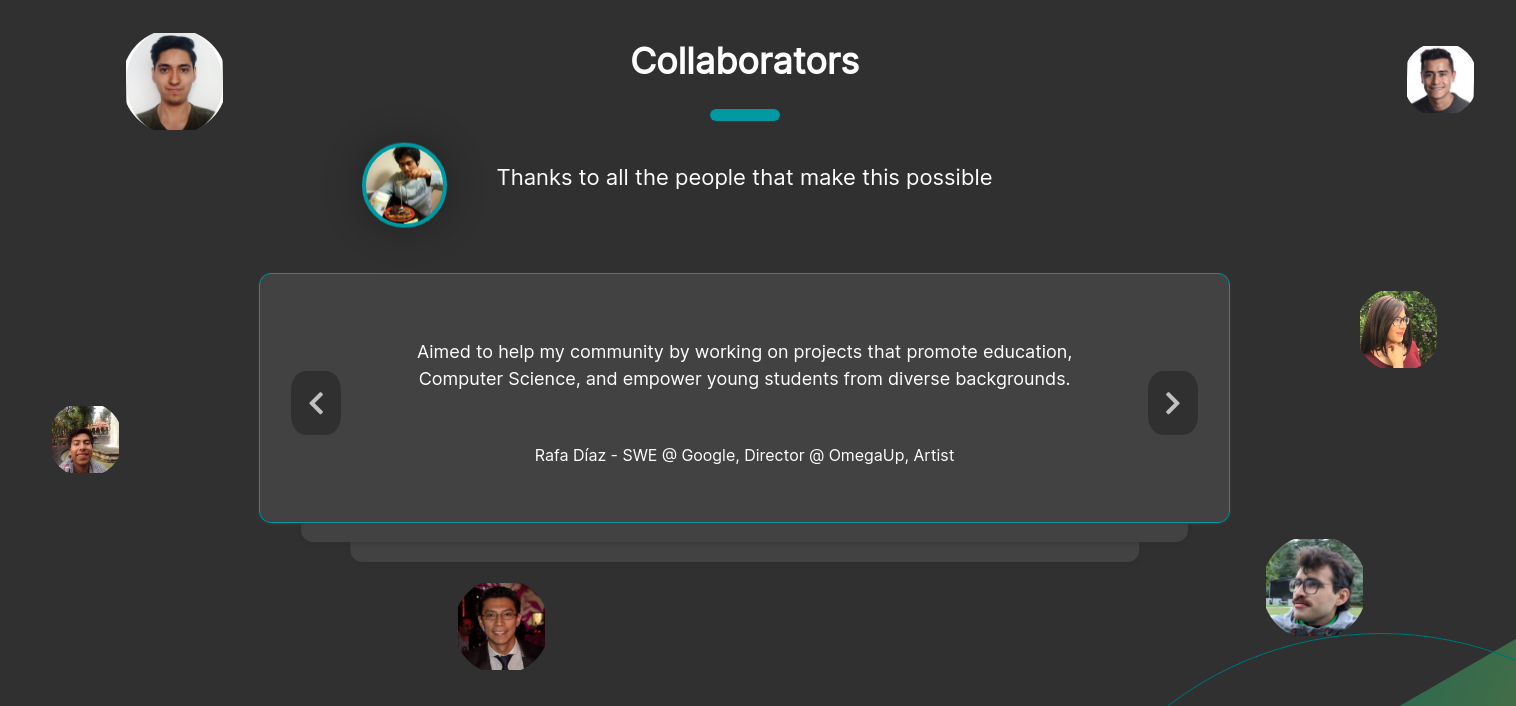 Collaborators
Thanks to all the people that make this possible
Aimed to help my community by working on projects that promote education,
Computer Science, and empower young students from diverse backgrounds.
Rafa Díaz - SWE @ Google, Director @ OmegaUp, Artist